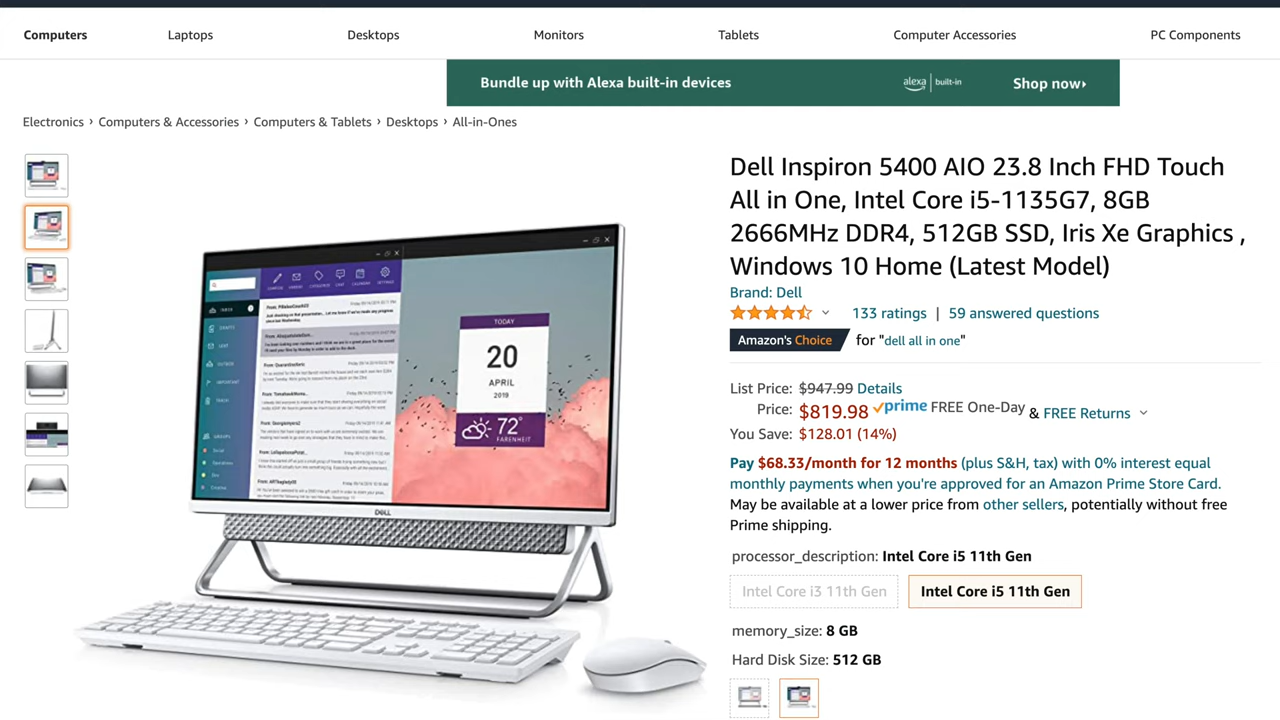 Computers
Laptops
Desktops
Monitors
Tablets
Computer Accessories
PC Components
Bundle up with Alexa built-in devices
alexa built-in
Shop now▸
Electronics › Computers & Accessories › Computers & Tablets › Desktops › All-in-Ones
TODAY
20
APRIL
2019
72°
FARENHEIT
INBOX
DRAFTS
SENT
IMPORTANT
TRASH
GROUPS
DELL
Dell Inspiron 5400 AIO 23.8 Inch FHD Touch
All in One, Intel Core i5-1135G7, 8GB
2666MHz DDR4, 512GB SSD, Iris Xe Graphics ,
Windows 10 Home (Latest Model)
Brand: Dell
133 ratings | 59 answered questions
Amazon's Choice for "dell all in one"
List Price: $947.99 Details
Price: $819.98 prime FREE One-Day & FREE Returns
You Save: $128.01 (14%)
Pay $68.33/month for 12 months (plus S&H, tax) with 0% interest equal
monthly payments when you're approved for an Amazon Prime Store Card.
May be available at a lower price from other sellers, potentially without free
Prime shipping.
processor_description: Intel Core i5 11th Gen
Intel Core i3 11th Gen
Intel Core i5 11th Gen
memory_size: 8 GB
Hard Disk Size: 512 GB